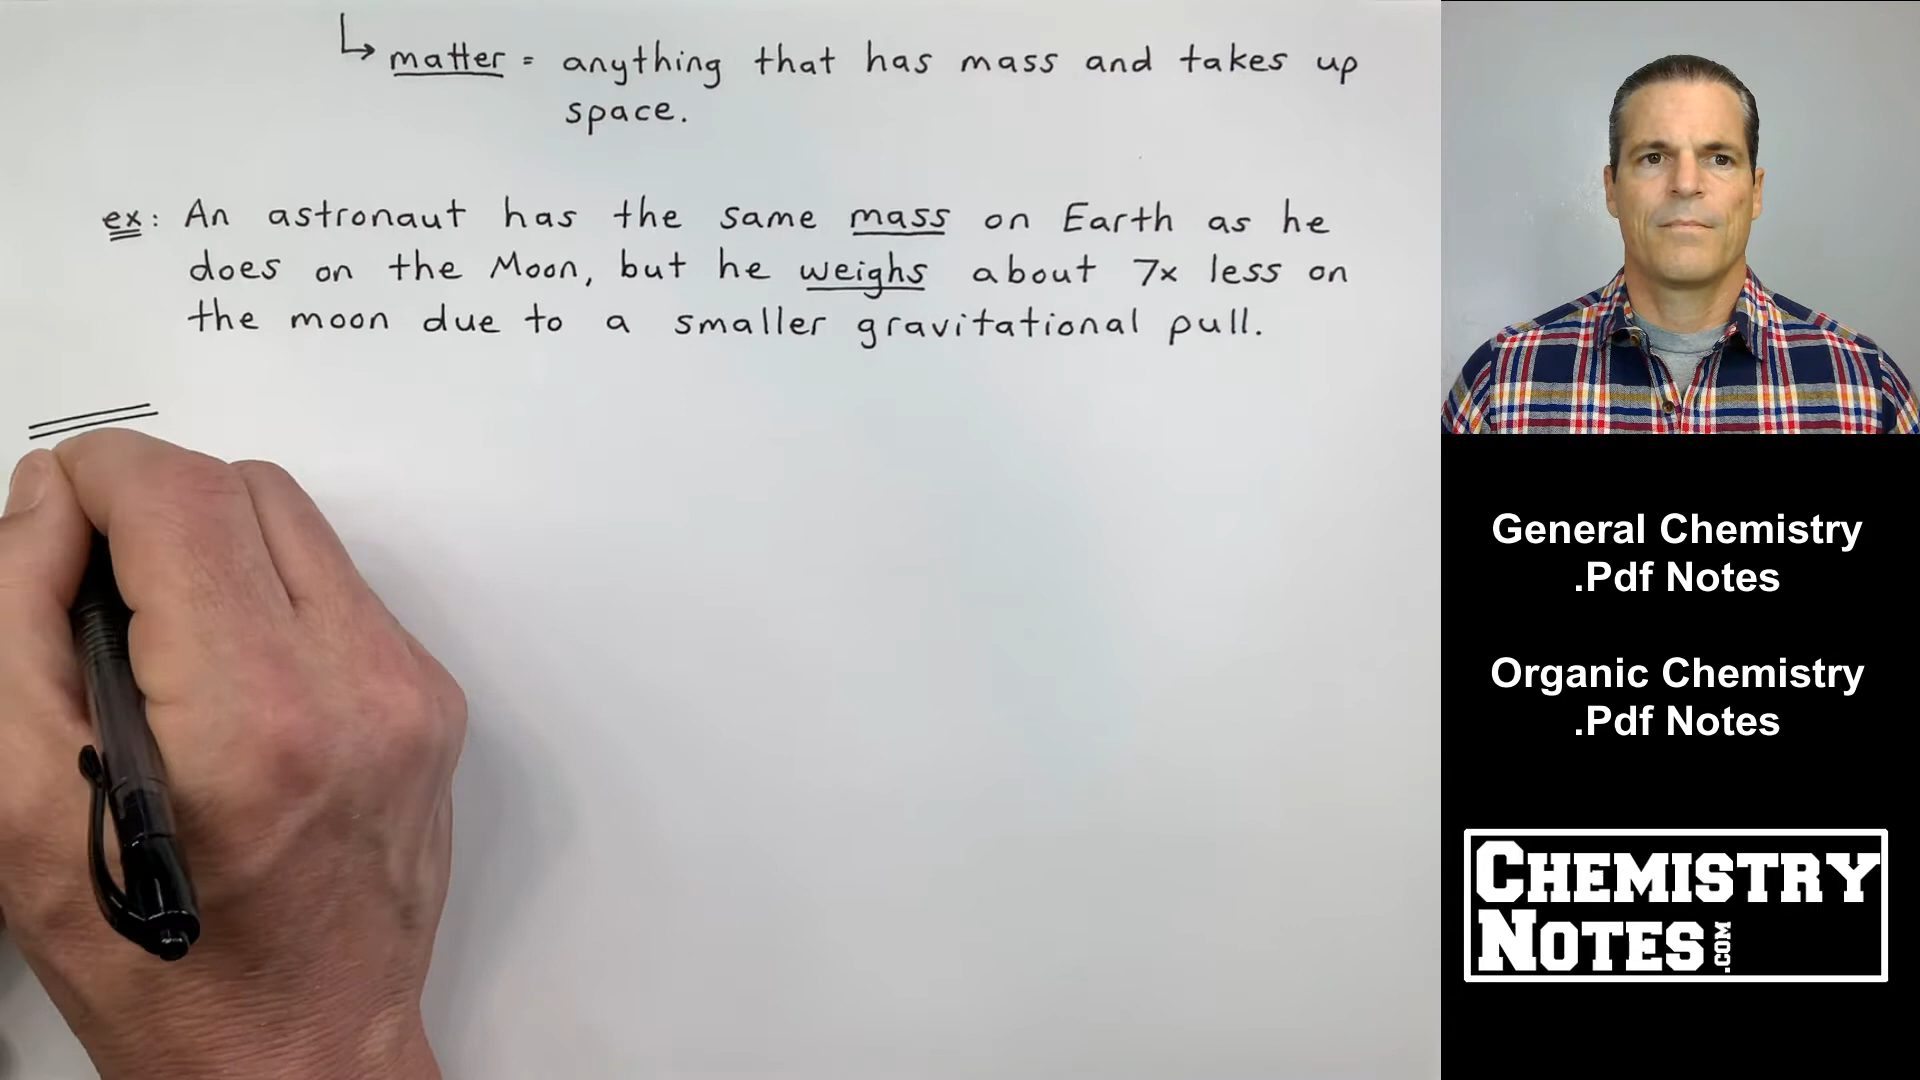 matter = anything that has mass and takes up
space.
ex: An astronaut has the same mass on Earth as he
does on the Moon, but he weighs about 7x less on
the moon due to a smaller gravitational pull.
General Chemistry
.Pdf Notes
Organic Chemistry
.Pdf Notes
CHEMISTRY
NOTES.COM